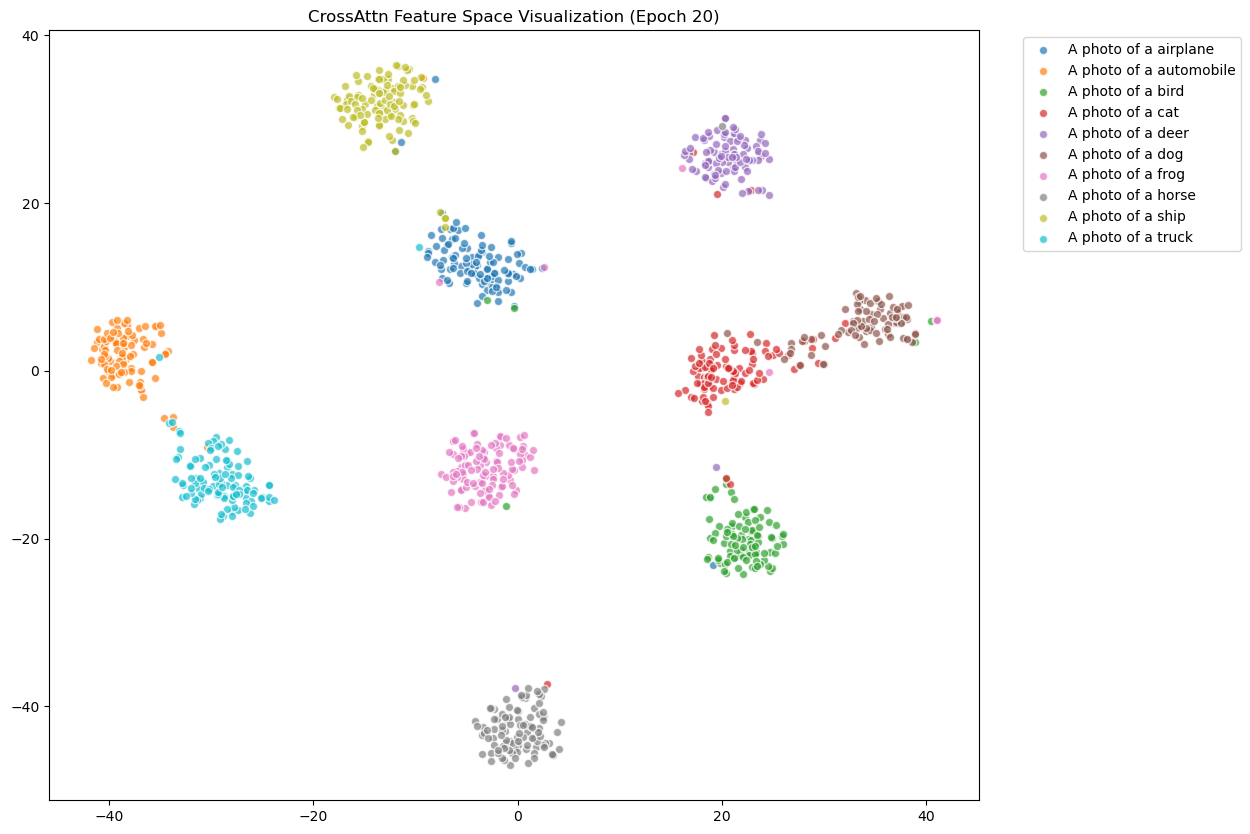 CrossAttn Feature Space Visualization (Epoch 20)
40
20
0
−20
−40
−40
−20
0
20
40
A photo of a airplane
A photo of a automobile
A photo of a bird
A photo of a cat
A photo of a deer
A photo of a dog
A photo of a frog
A photo of a horse
A photo of a ship
A photo of a truck